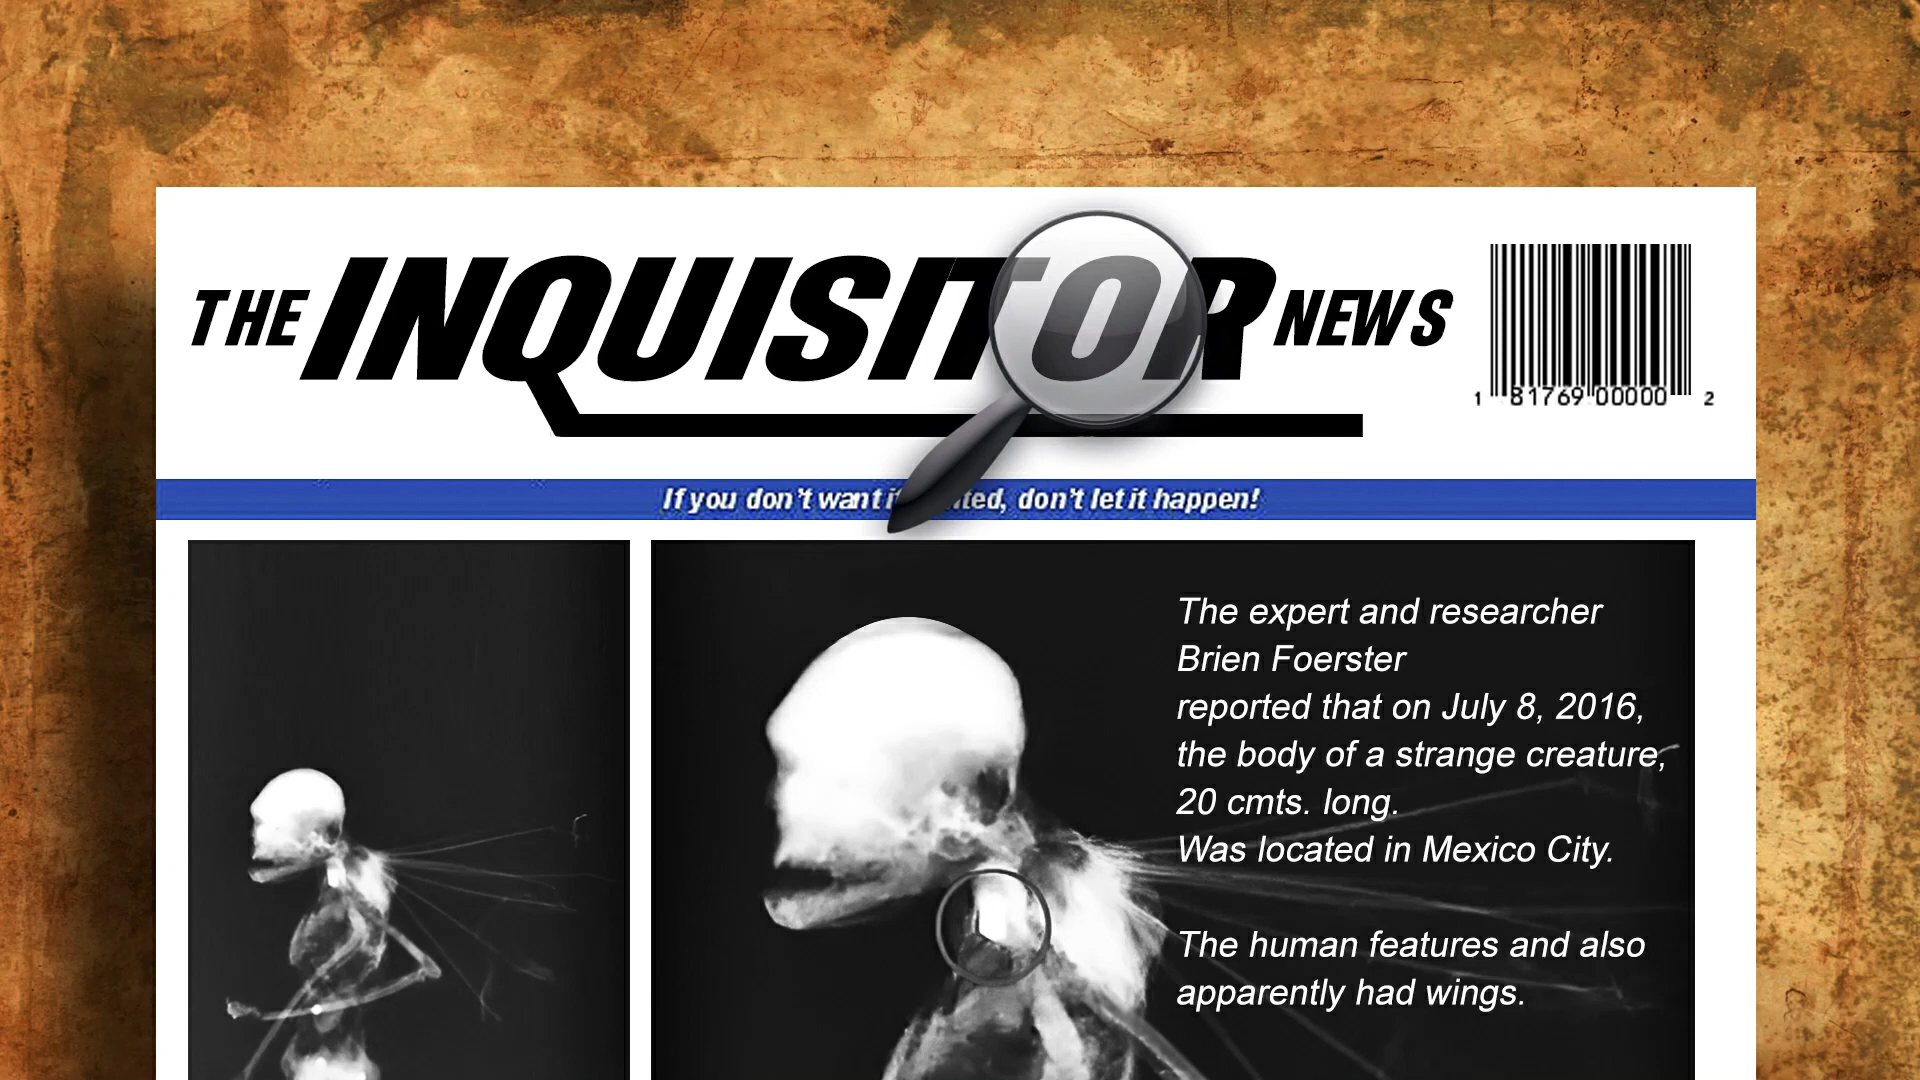 THE INQUISITOR NEWS
1 81769 00000 2
If you don't want it ted, don't let it happen!
The expert and researcher
Brien Foerster
reported that on July 8, 2016,
the body of a strange creature,
20 cmts. long.
Was located in Mexico City.
The human features and also
apparently had wings.